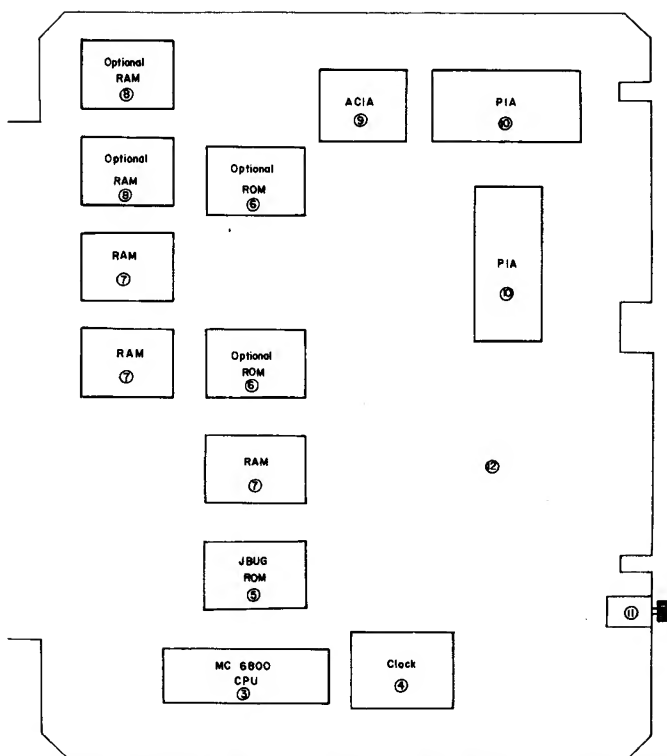 Optional
RAM
⑧
ACIA
⑨
PIA
⑩
Optional
RAM
⑧
Optional
ROM
⑥
RAM
⑦
PIA
⑩
RAM
⑦
Optional
ROM
⑥
RAM
⑦
⑫
JBUG
ROM
⑤
⑪
MC 6800
CPU
③
Clock
④